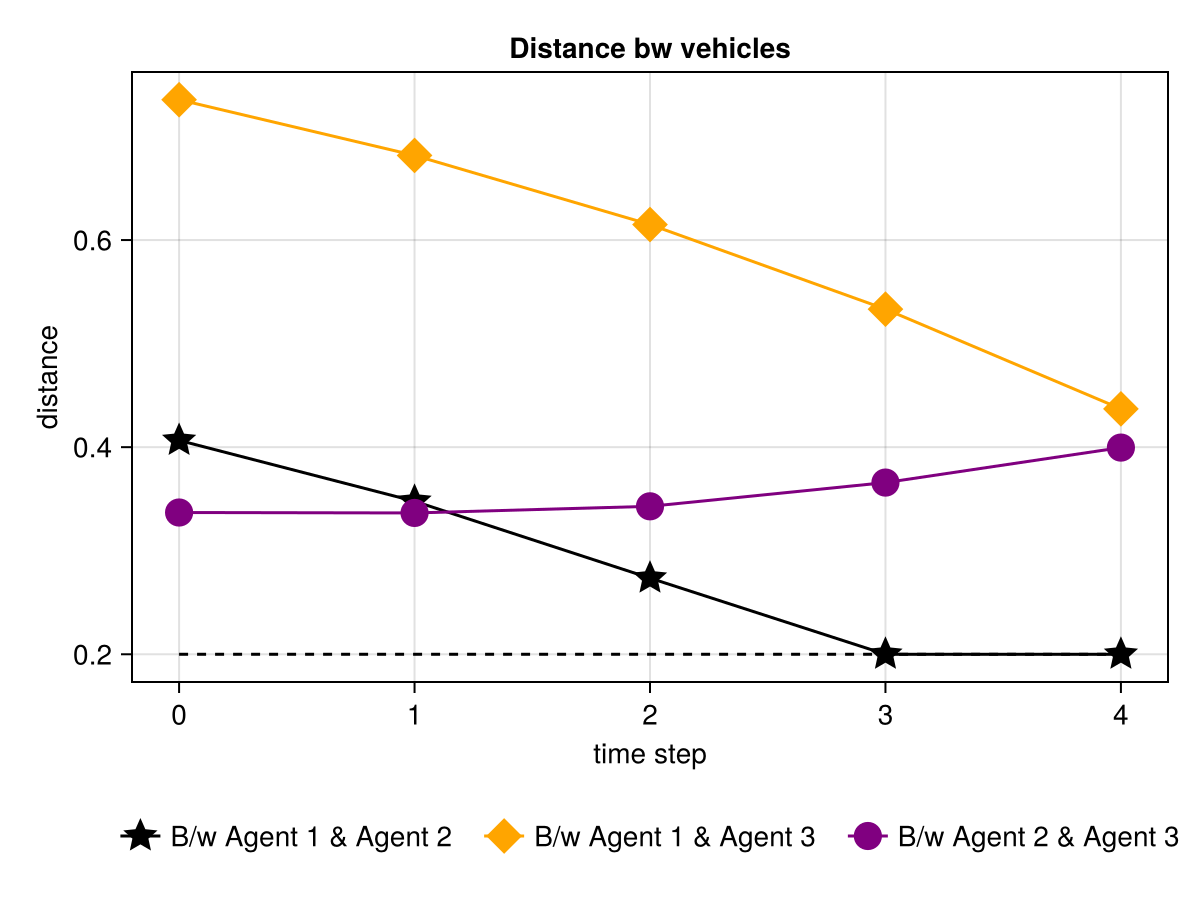 Distance bw vehicles
distance
0.6
0.4
0.2
0 1 2 3 4
time step
B/w Agent 1 & Agent 2 B/w Agent 1 & Agent 3 B/w Agent 2 & Agent 3